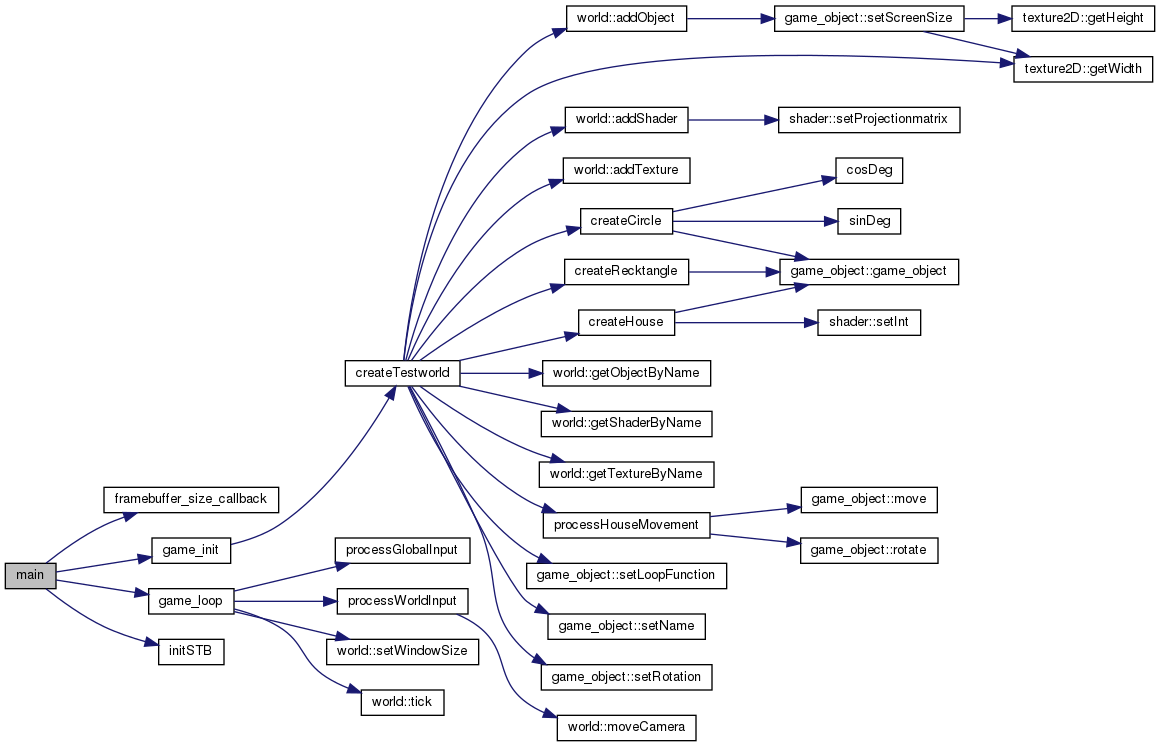 world::addObject
game_object::setScreenSize
texture2D::getHeight
texture2D::getWidth
world::addShader
shader::setProjectionmatrix
world::addTexture
cosDeg
createCircle
sinDeg
createRecktangle
game_object::game_object
createHouse
shader::setInt
createTestworld
world::getObjectByName
world::getShaderByName
world::getTextureByName
framebuffer_size_callback
processHouseMovement
game_object::move
game_init
processGlobalInput
game_object::rotate
main
game_object::setLoopFunction
game_loop
processWorldInput
game_object::setName
initSTB
world::setWindowSize
game_object::setRotation
world::tick
world::moveCamera